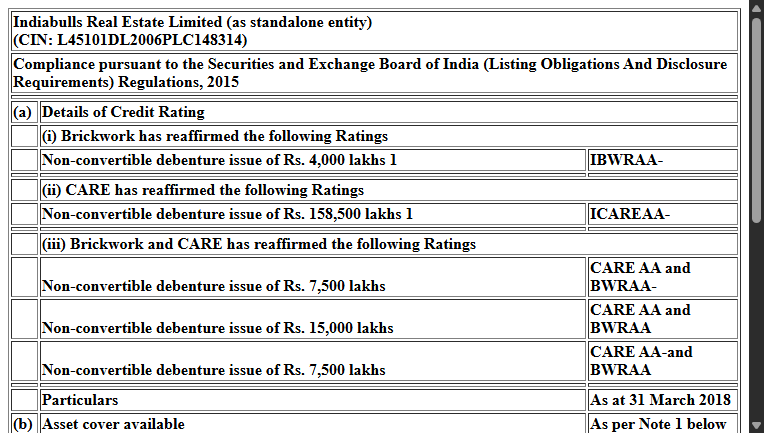 Indiabulls Real Estate Limited (as standalone entity)
(CIN: L45101DL2006PLC148314)
Compliance pursuant to the Securities and Exchange Board of India (Listing Obligations And Disclosure
Requirements) Regulations, 2015
(a) Details of Credit Rating
(i) Brickwork has reaffirmed the following Ratings
Non-convertible debenture issue of Rs. 4,000 lakhs 1 IBWRAA-
(ii) CARE has reaffirmed the following Ratings
Non-convertible debenture issue of Rs. 158,500 lakhs 1 ICAREAA-
(iii) Brickwork and CARE has reaffirmed the following Ratings
CARE AA and
Non-convertible debenture issue of Rs. 7,500 lakhs BWRAA-
CARE AA and
Non-convertible debenture issue of Rs. 15,000 lakhs BWRAA
CARE AA-and
Non-convertible debenture issue of Rs. 7,500 lakhs BWRAA
Particulars As at 31 March 2018
(b) Asset cover available As per Note 1 below